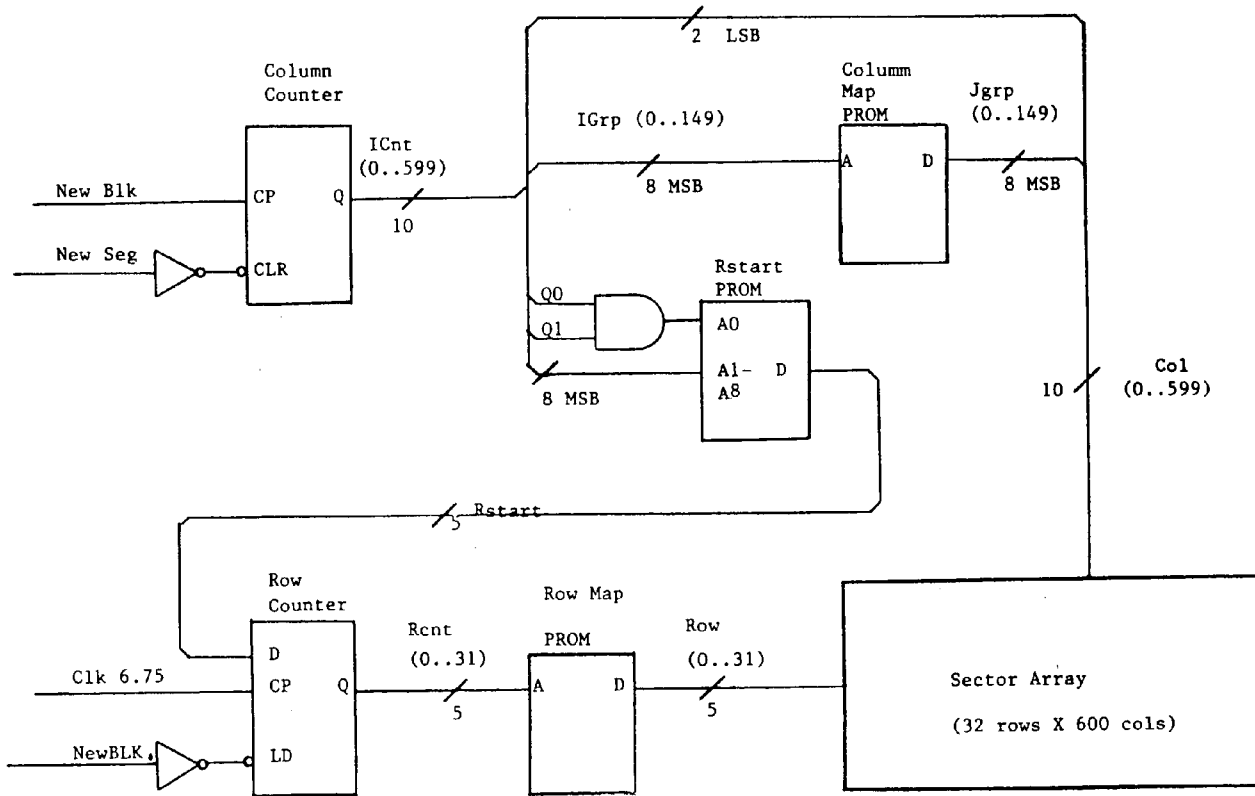 2 LSB
Column
Counter
Columm
Map
PROM
Jgrp
(0..149)
IGrp (0..149)
ICnt
(0..599)
A
D
8 MSB
8 MSB
New Blk
CP
Q
10
New Seg
CLR
Rstart
PROM
Q0
Q1
A0
A1-
A8
D
8 MSB
10
Col
(0..599)
5
Rstart
Row
Counter
Row Map
PROM
Rcnt
(0..31)
Row
(0..31)
D
Clk 6.75
CP
Q
5
A
D
5
Sector Array
(32 rows X 600 cols)
NewBLK.
LD